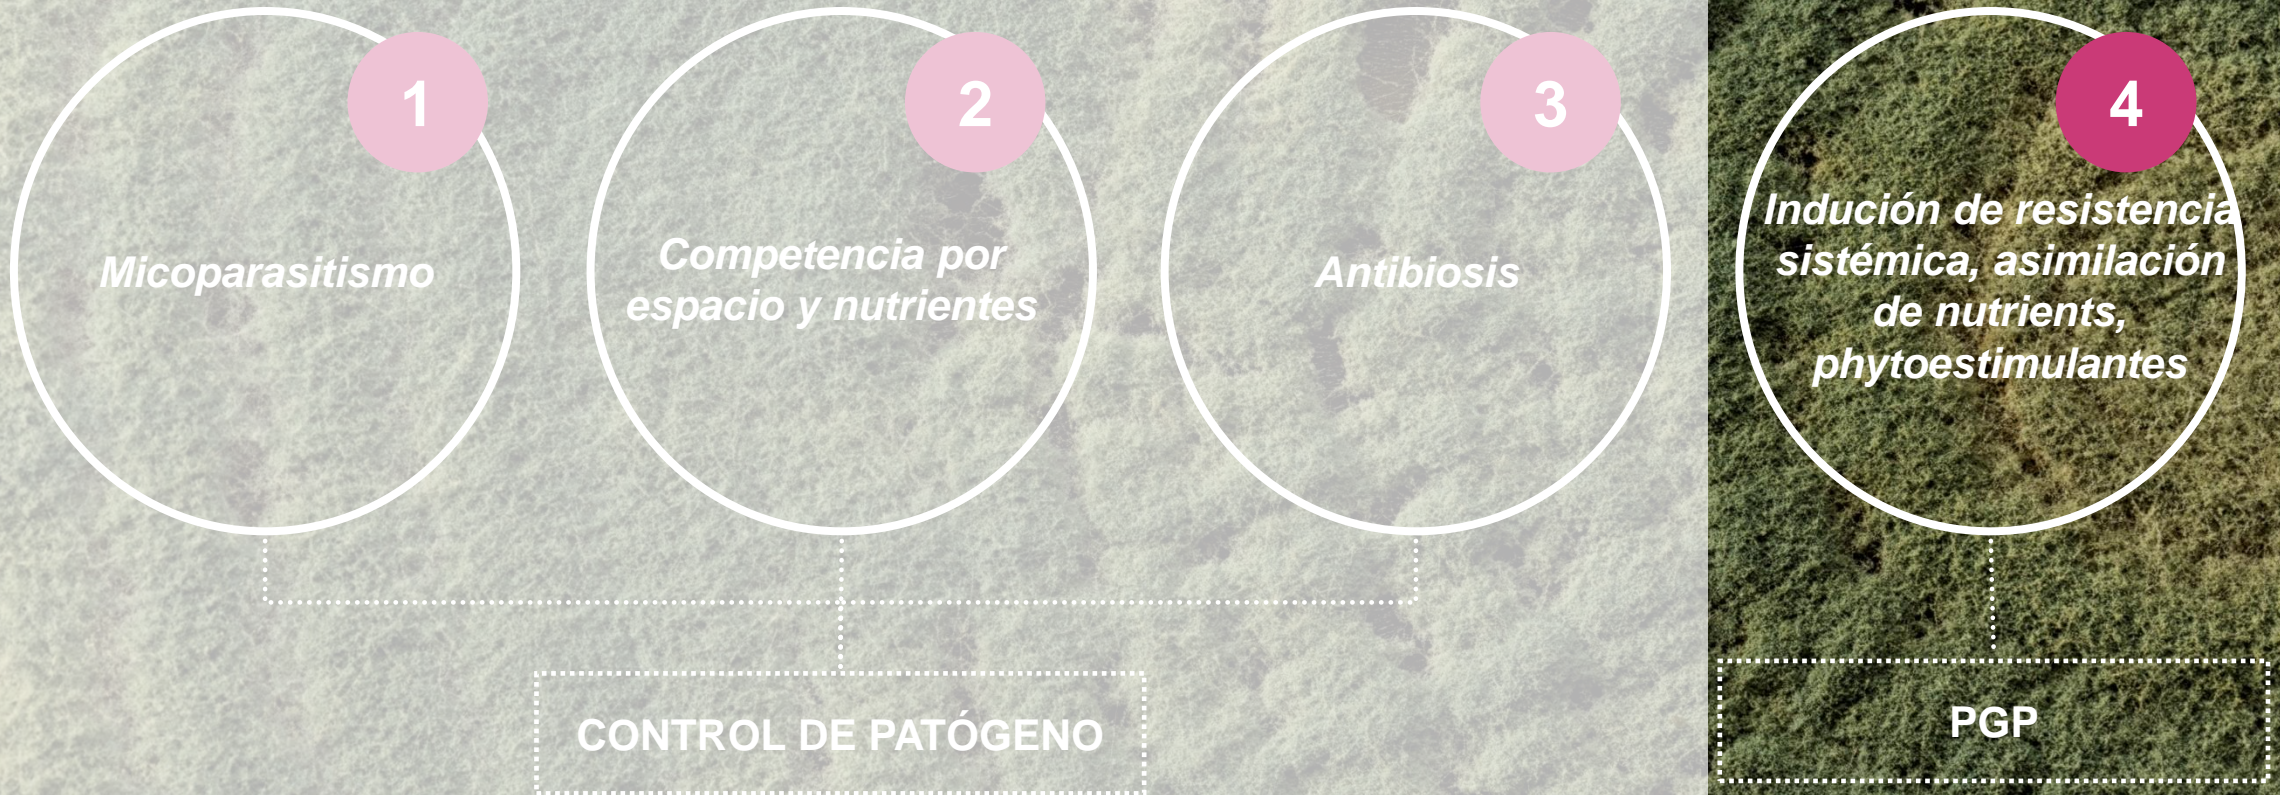 1
Micoparasitismo
2
Competencia por
espacio y nutrientes
3
Antibiosis
CONTROL DE PATÓGENO
4
Indución de resistencia
sistémica, asimilación
de nutrients,
phytoestimulantes
PGP